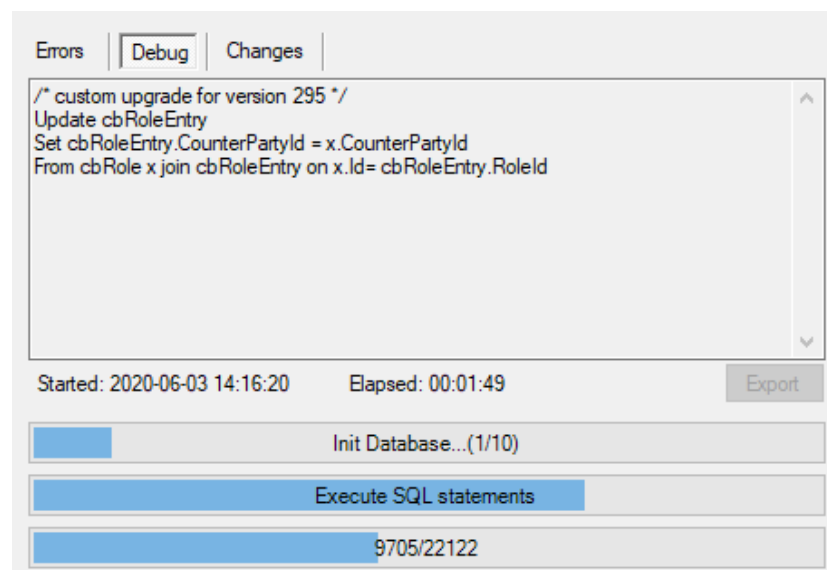 Errors Debug Changes
/* custom upgrade for version 295 */
Update cbRoleEntry
Set cbRoleEntry.CounterPartyId = x.CounterPartyId
From cbRole x join cbRoleEntry on x.Id= cbRoleEntry.RoleId
Started: 2020-06-03 14:16:20 Elapsed: 00:01:49 Export
Init Database...(1/10)
Execute SQL statements
9705/22122